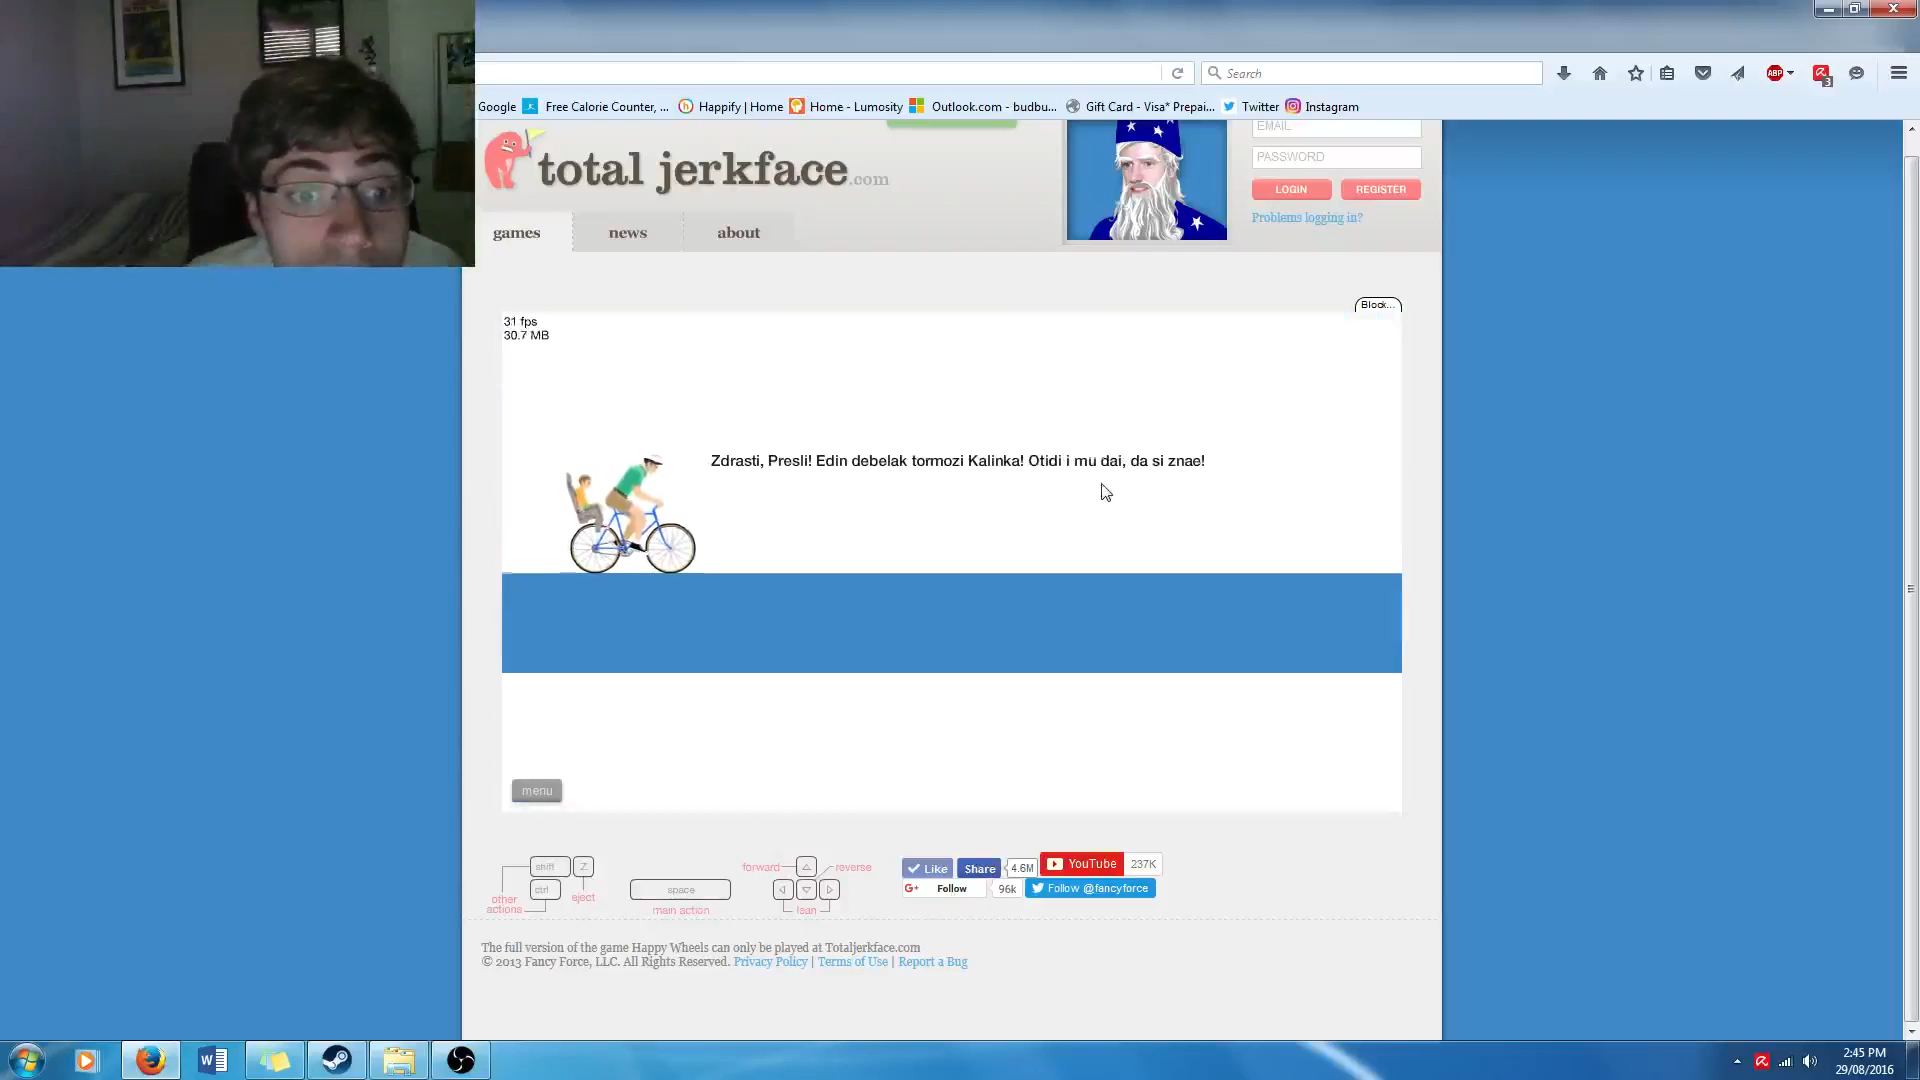 Search
Google
Free Calorie Counter, ...
Happify | Home
Home - Lumosity
Outlook.com - budbu...
Gift Card - Visa* Prepai...
Twitter
Instagram
ABP
3
total jerkface.com
EMAIL
PASSWORD
LOGIN
REGISTER
Problems logging in?
games
news
about
Block...
31 fps
30.7 MB
Zdrasti, Presli! Edin debelak tormozi Kalinka! Otidi i mu dai, da si znae!
menu
shift
Z
ctrl
other actions
eject
space
main action
forward
reverse
lean
Like
Share
4.6M
YouTube
237K
G+ Follow
96k
Follow @fancyforce
The full version of the game Happy Wheels can only be played at Totaljerkface.com
© 2013 Fancy Force, LLC. All Rights Reserved. Privacy Policy | Terms of Use | Report a Bug
2:45 PM
29/08/2016